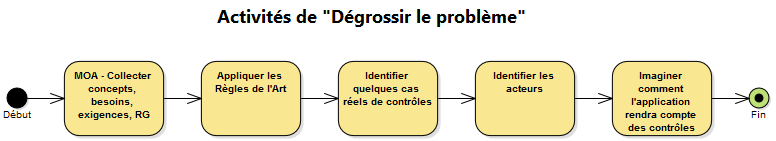 Activités de "Dégrossir le problème"
Début
MOA - Collecter
concepts,
besoins,
exigences, RG
Appliquer les
Règles de l'Art
Identifier
quelques cas
réels de contrôles
Identifier les
acteurs
Imaginer
comment
l'application
rendra compte
des contrôles
Fin